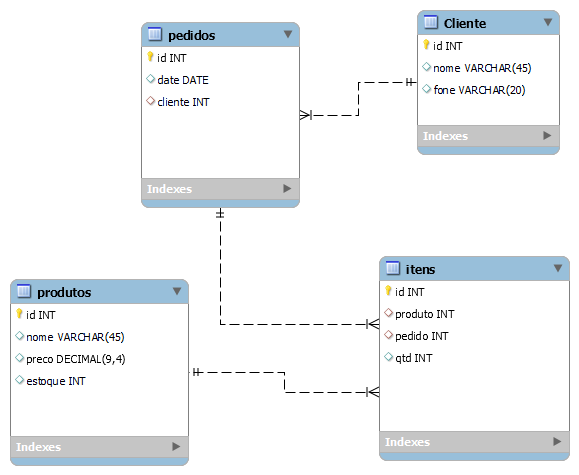 pedidos
id INT
date DATE
cliente INT
Indexes
Cliente
id INT
nome VARCHAR(45)
fone VARCHAR(20)
Indexes
produtos
id INT
nome VARCHAR(45)
preco DECIMAL(9,4)
estoque INT
Indexes
itens
id INT
produto INT
pedido INT
qtd INT
Indexes